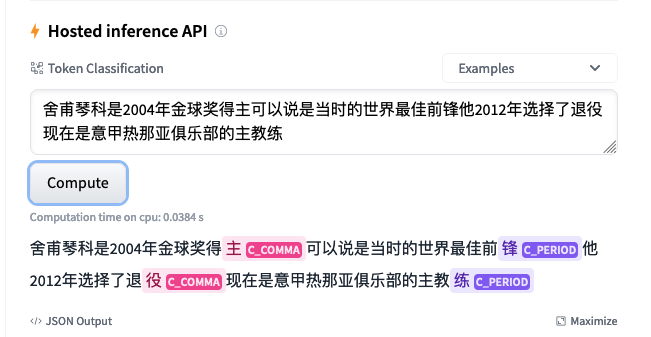 Hosted inference API
Token Classification
Examples
舍甫琴科是2004年金球奖得主可以说是当时的世界最佳前锋他2012年选择了退役
现在是意甲热那亚俱乐部的主教练
Compute
Computation time on cpu: 0.0384 s
舍甫琴科是2004年金球奖得主 C_COMMA 可以说是当时的世界最佳前锋 C_PERIOD 他
2012年选择了退役 C_COMMA 现在是意甲热那亚俱乐部的主教练 C_PERIOD
</> JSON Output
Maximize